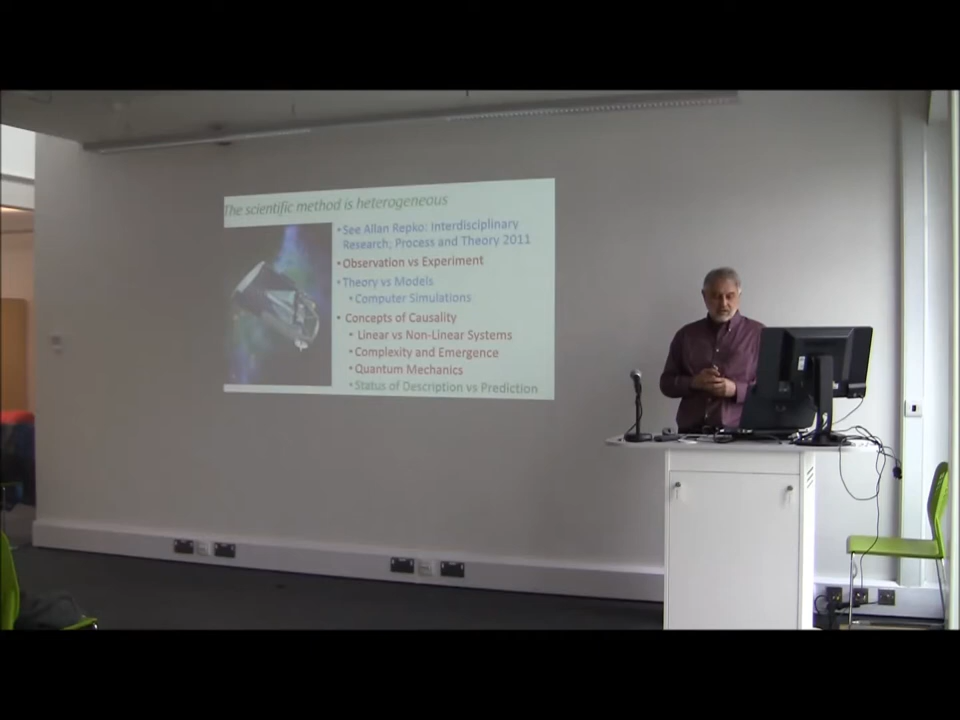 The scientific method is heterogeneous
•See Allan Repko: Interdisciplinary
Research; Process and Theory 2011
•Observation vs Experiment
•Theory vs Models
•Computer Simulations
• Concepts of Causality
• Linear vs Non-Linear Systems
•Complexity and Emergence
•Quantum Mechanics
•Status of Description vs Prediction